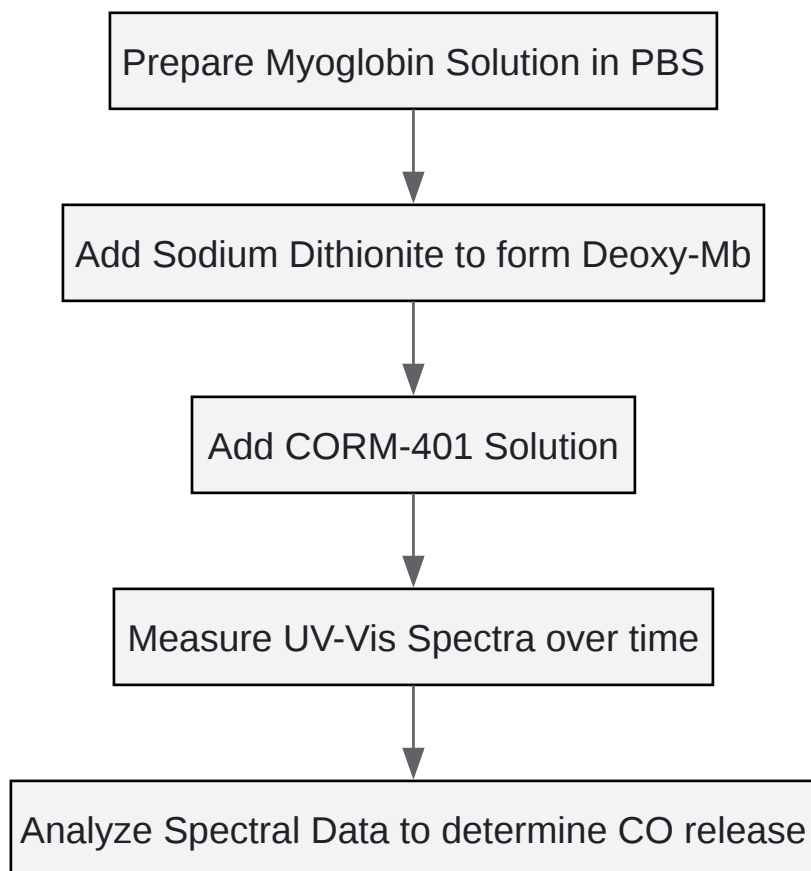 Prepare Myoglobin Solution in PBS
Add Sodium Dithionite to form Deoxy-Mb
Add CORM-401 Solution
Measure UV-Vis Spectra over time
Analyze Spectral Data to determine CO release